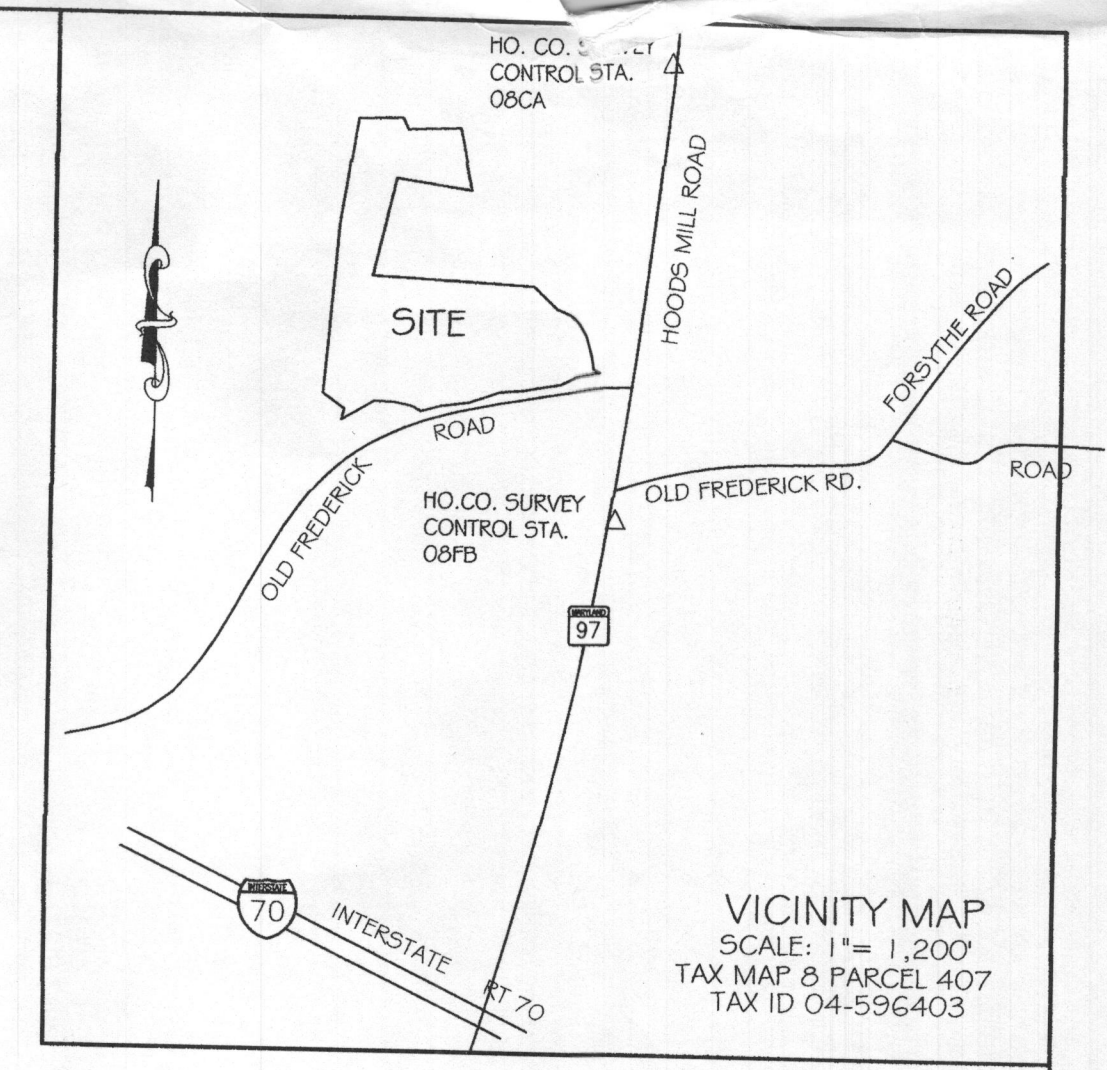 HO. CO.
CONTROL STA.
08CA
HOODS MILL ROAD
SITE
FORSYTHE ROAD
ROAD
OLD FREDERICK
OLD FREDERICK RD.
ROAD
HO.CO. SURVEY
CONTROL STA.
08FB
MARYLAND
97
INTERSTATE
70
INTERSTATE
RT 70
VICINITY MAP
SCALE: 1"= 1,200'
TAX MAP 8 PARCEL 407
TAX ID 04-596403